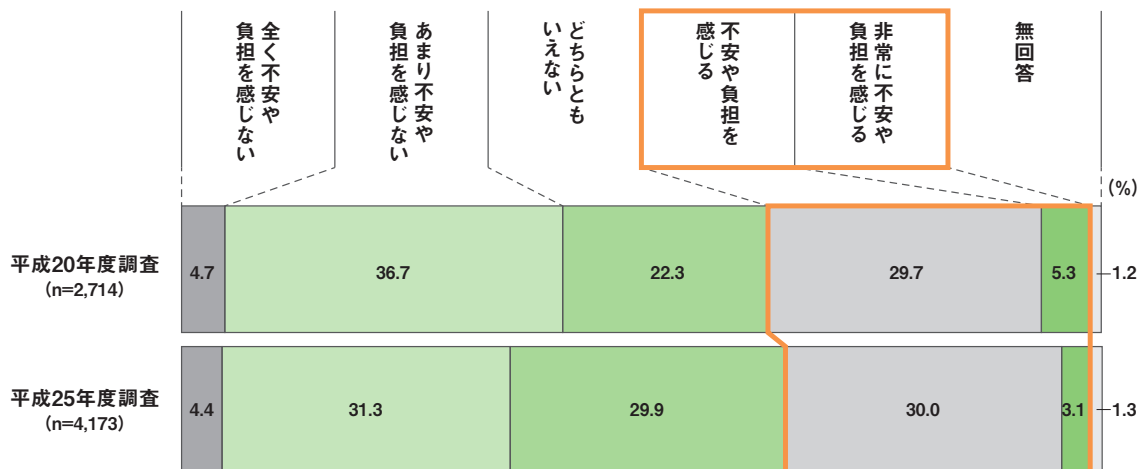 全く不安や
負担を感じない
あまり不安や
負担を感じない
どちらとも
いえない
不安や負担を
感じる
非常に不安や
負担を感じる
無回答
(%)
平成20年度調査
(n=2,714)
4.7
36.7
22.3
29.7
5.3
1.2
平成25年度調査
(n=4,173)
4.4
31.3
29.9
30.0
3.1
1.3